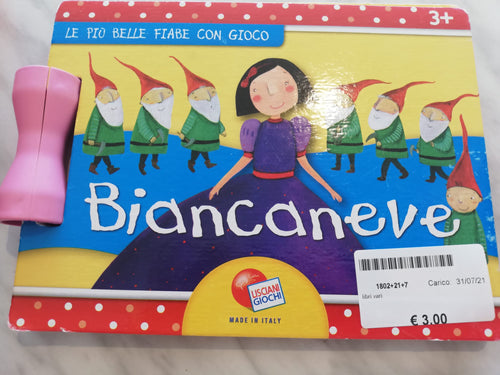 LE PIÙ BELLE FIABE CON GIOCO
3+
Biancaneve
LISCIANI
GIOCHI
MADE IN ITALY
1802+21+7
Carico: 31/07/21
libri vari
€ 3,00